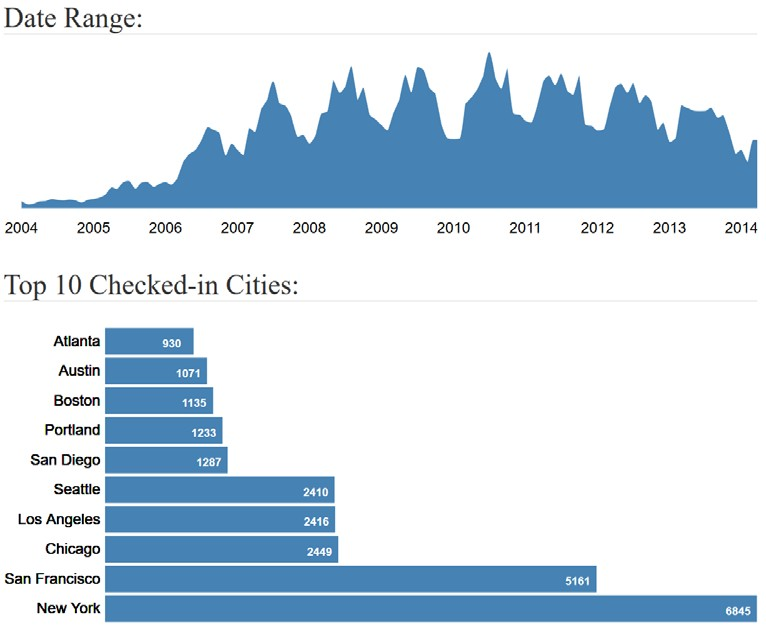 Date Range:
2004 2005 2006 2007 2008 2009 2010 2011 2012 2013 2014
Top 10 Checked-in Cities:
Atlanta 930
Austin 1071
Boston 1135
Portland 1233
San Diego 1287
Seattle 2410
Los Angeles 2416
Chicago 2449
San Francisco 5161
New York 6845